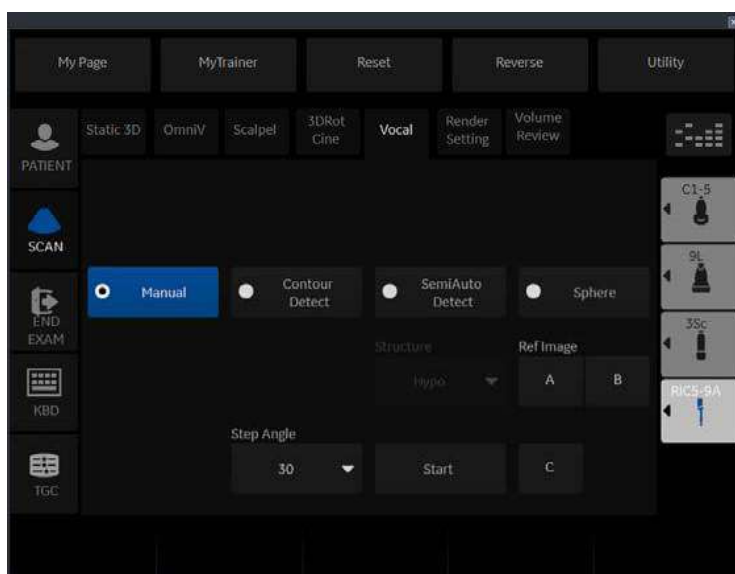 My Page
MyTrainer
Reset
Reverse
Utility
Static 3D
OmniV
Scalpel
3DRot
Cine
Vocal
Render
Setting
Volume
Review
PATIENT
SCAN
END
EXAM
KBD
TGC
Manual
Contour
Detect
SemiAuto
Detect
Sphere
Structure
Hypo
Ref Image
A
B
Step Angle
30
Start
C
C1-5
9L
3Sc
RIC5-9A